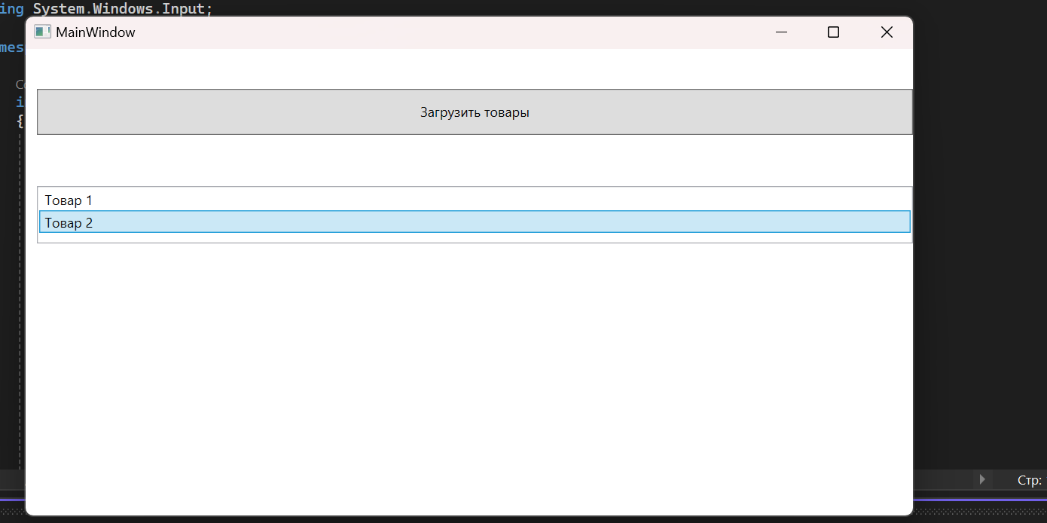 ing System.Windows.Input;
MainWindow
mes
Загрузить товары
i
{
Товар 1
Товар 2
Стр: